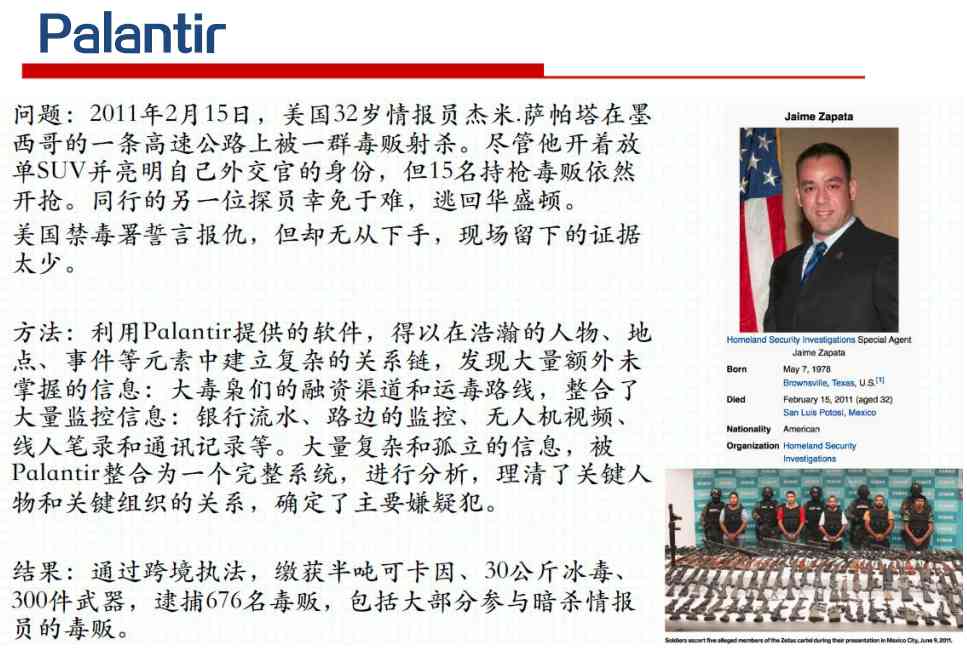 Palantir
问题：2011年2月15日，美国32岁情报员杰米.萨帕塔在墨
西哥的一条高速公路上被一群毒贩射杀。尽管他开着放
单SUV并亮明自己外交官的身份，但15名持枪毒贩依然
开抢。同行的另一位探员幸免于难，逃回华盛顿。
美国禁毒署誓言报仇，但却无从下手，现场留下的证据
太少。
方法：利用Palantir提供的软件，得以在浩瀚的人物、地
点、事件等元素中建立复杂的关系链，发现大量额外未
掌握的信息：大毒枭们的融资渠道和运毒路线，整合了
大量监控信息：银行流水、路边的监控、无人机视频、
线人笔录和通讯记录等。大量复杂和孤立的信息，被
Palantir整合为一个完整系统，进行分析，理清了关键人
物和关键组织的关系，确定了主要嫌疑犯。
结果：通过跨境执法，缴获半吨可卡因、30公斤冰毒、
300件武器，逮捕676名毒贩，包括大部分参与暗杀情报
员的毒贩。
Jaime Zapata
Homeland Security Investigations Special Agent
Jaime Zapata
Born May 7, 1978
Brownsville, Texas, U.S.[1]
Died February 15, 2011 (aged 32)
San Luis Potosí, Mexico
Nationality American
Organization Homeland Security
Investigations
Soldiers escort five alleged members of the Zetas cartel during their presentation in Mexico City, June 9, 2011.